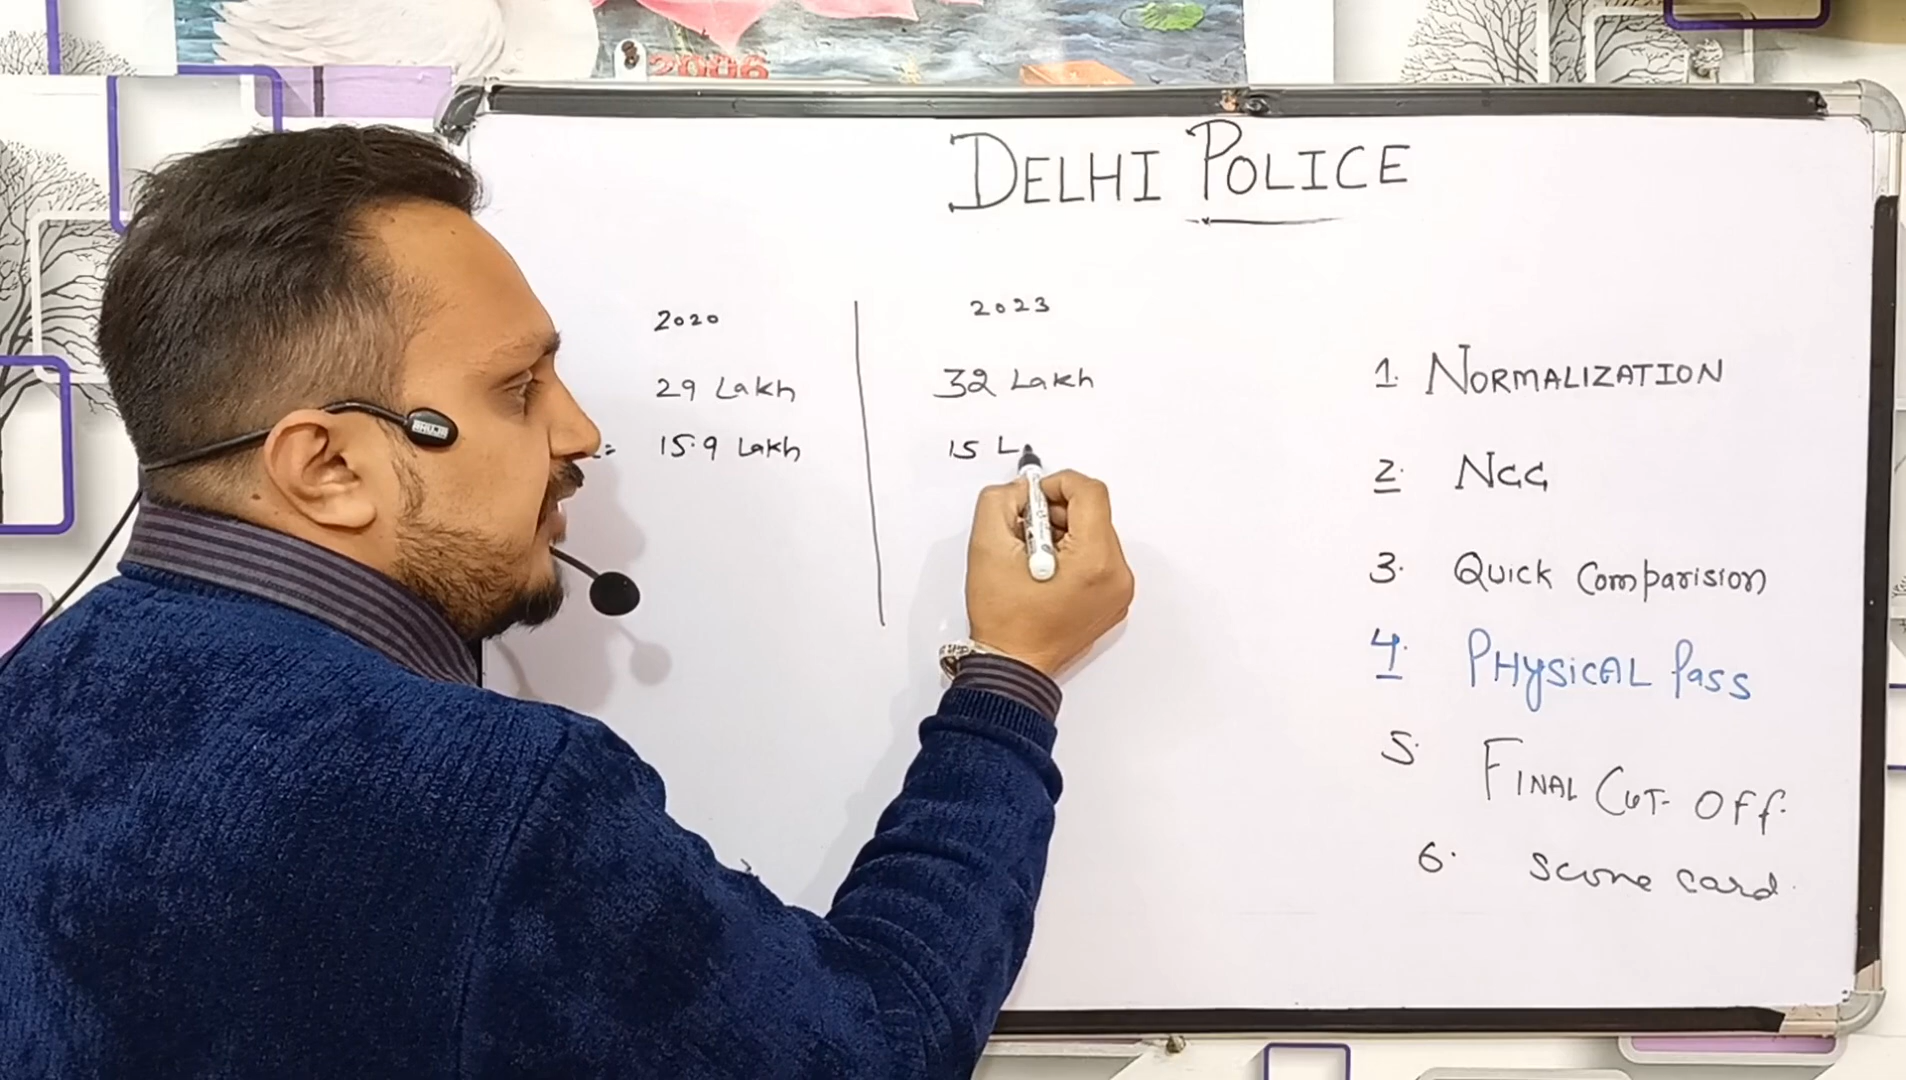 2006
DELHI POLICE
2020
2023
29 Lakh
32 Lakh
= 15.9 Lakh
15 L
1. NORMALIZATION
2. NCC
3. Quick Comparision
4. PHYSICAL Pass
5. FINAL CUT- OFF.
6. Score card.